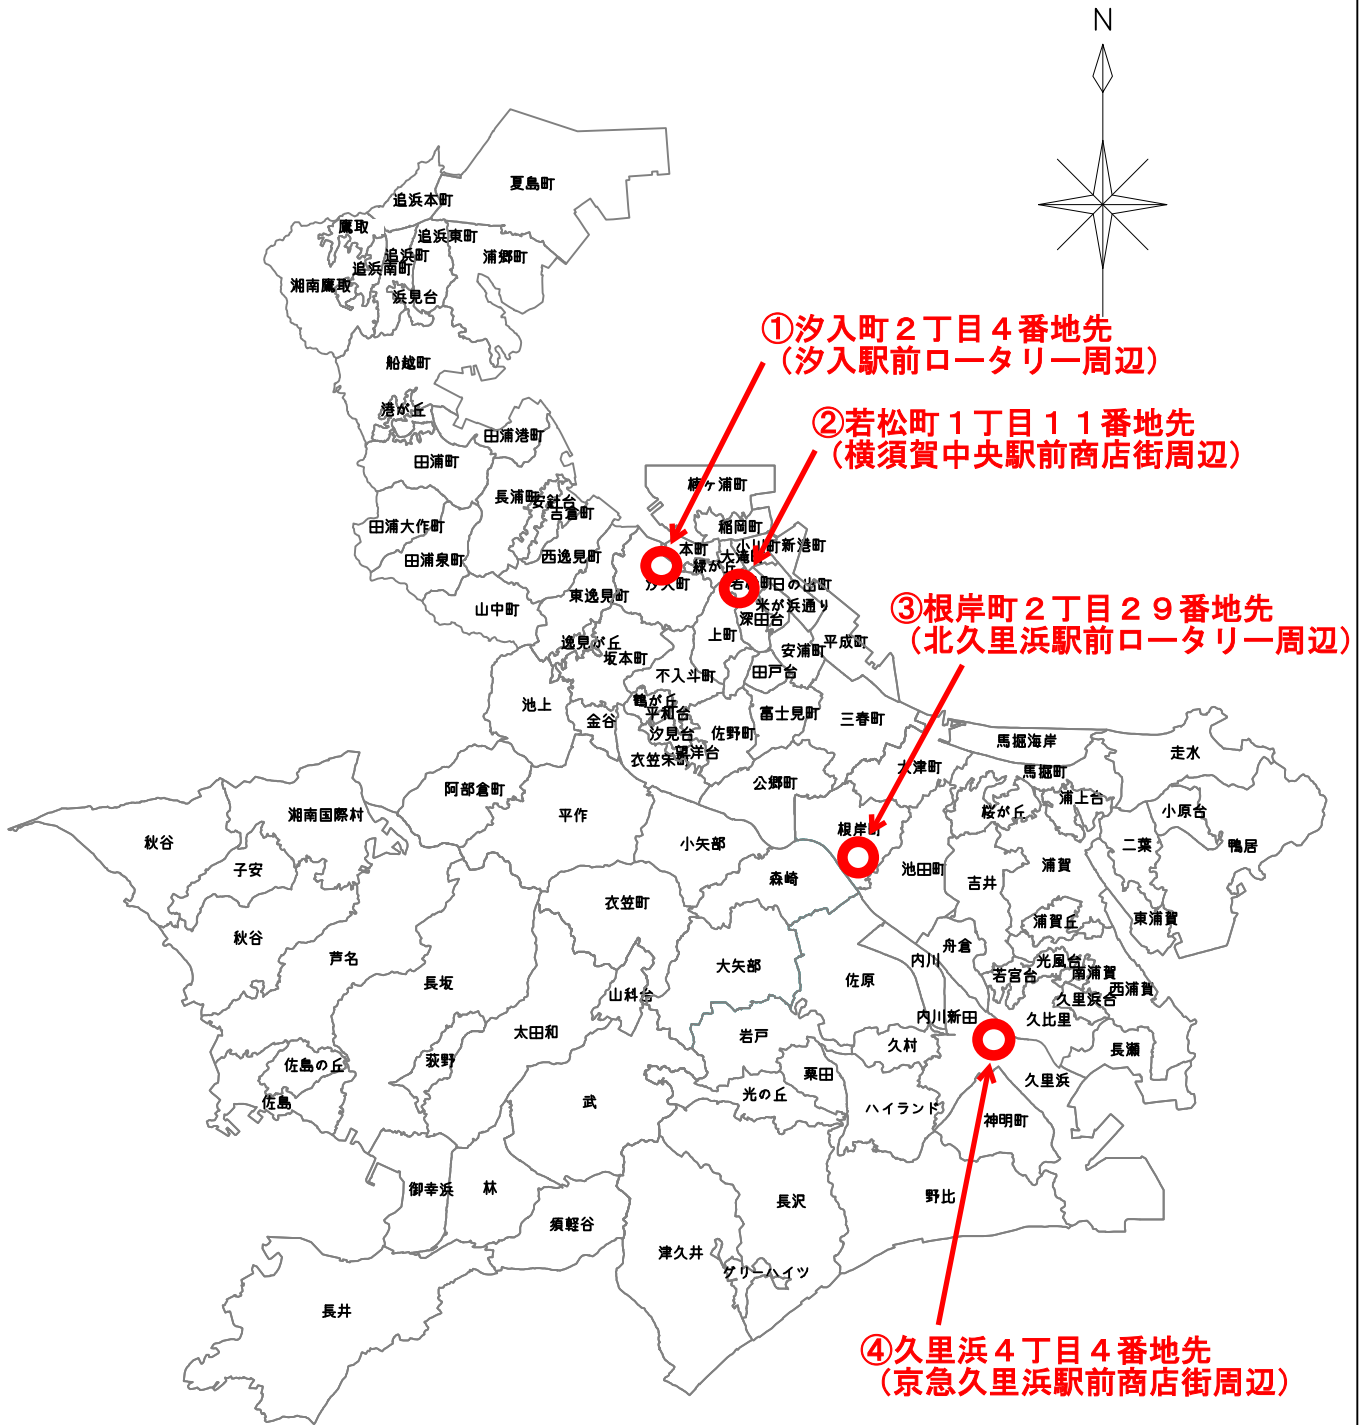 N
夏島町
追浜本町
鷹取
追浜東町
追浜町
浦郷町
追浜南町
湘南鷹取
浜見台
①汐入町２丁目４番地先
（汐入駅前ロータリー周辺）
船越町
港が丘
②若松町１丁目１１番地先
（横須賀中央駅前商店街周辺）
田浦港町
田浦町
楠ヶ浦町
長浦町
安針台
吉倉町
田浦大作町
稲岡町
小川町
新港町
本町
大滝町
西逸見町
田浦泉町
緑が丘
汐入町
若松町
日の出町
東逸見町
山中町
米が浜通り
深田台
③根岸町２丁目２９番地先
（北久里浜駅前ロータリー周辺）
上町
逸見が丘
平成町
安浦町
坂本町
田戸台
不入斗町
池上
鶴が丘
平和台
富士見町
三春町
金谷
汐見台
佐野町
馬堀海岸
望洋台
走水
衣笠栄町
大津町
馬堀町
公郷町
阿部倉町
浦上台
湘南国際村
平作
桜が丘
小原台
根岸町
秋谷
小矢部
二葉
鴨居
子安
池田町
浦賀
森崎
吉井
衣笠町
東浦賀
浦賀丘
秋谷
舟倉
芦名
内川
光風台
大矢部
若宮台
南浦賀
長坂
佐原
西浦賀
山科台
久里浜台
内川新田
久比里
太田和
岩戸
久村
長瀬
荻野
佐島の丘
粟田
久里浜
佐島
武
光の丘
ハイランド
神明町
御幸浜
林
長沢
野比
須軽谷
津久井
グリーハイツ
長井
④久里浜４丁目４番地先
（京急久里浜駅前商店街周辺）